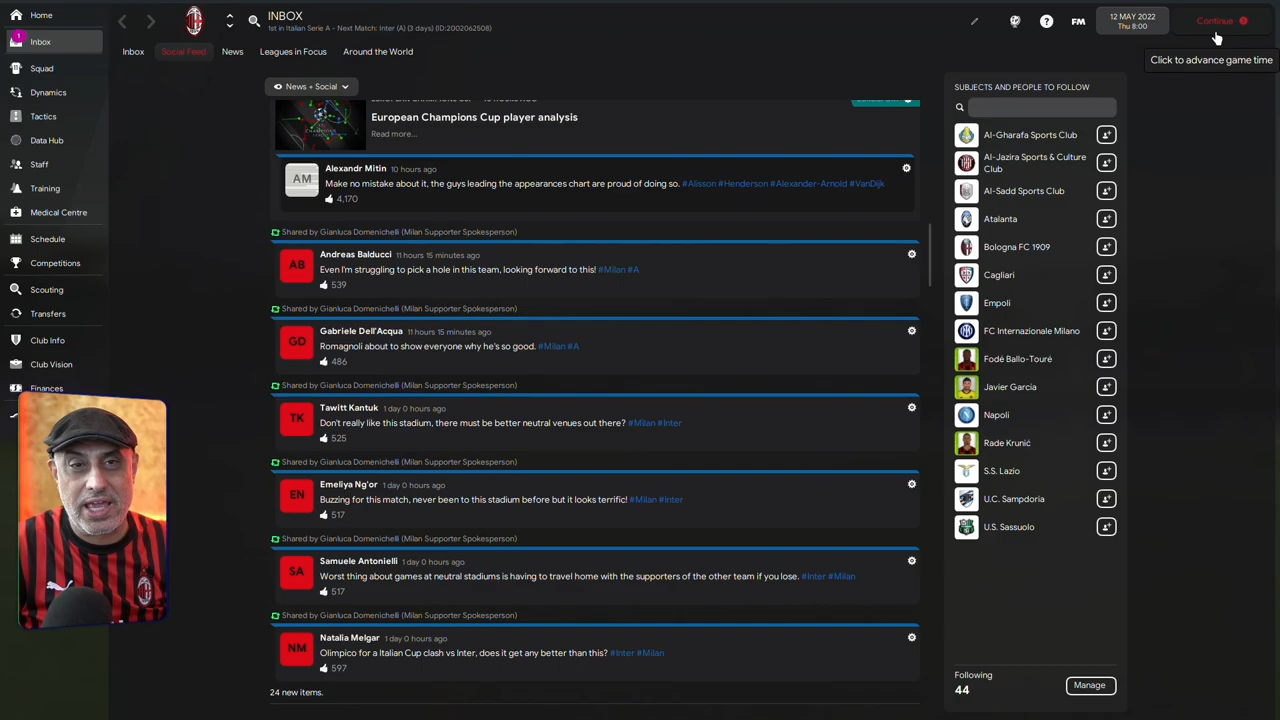 Home
INBOX
1st in Italian Serie A - Next Match: Inter (A) (3 days) (ID:2002062508)
FM
12 MAY 2022
Thu 8:00
Continue
Click to advance game time
1
Inbox
Squad
Dynamics
Tactics
Data Hub
Staff
Training
Medical Centre
Schedule
Competitions
Scouting
Transfers
Club Info
Club Vision
Finances
Inbox
Social Feed
News
Leagues in Focus
Around the World
News + Social
European Champions Cup player analysis
Read more...
AM
Alexandr Mitin 10 hours ago
Make no mistake about it, the guys leading the appearances chart are proud of doing so. #Alisson #Henderson #Alexander-Arnold #VanDijk
4,170
Shared by Gianluca Domenichelli (Milan Supporter Spokesperson)
AB
Andreas Balducci 11 hours 15 minutes ago
Even I'm struggling to pick a hole in this team, looking forward to this! #Milan #A
539
Shared by Gianluca Domenichelli (Milan Supporter Spokesperson)
GD
Gabriele Dell'Acqua 11 hours 15 minutes ago
Romagnoli about to show everyone why he's so good. #Milan #A
486
Shared by Gianluca Domenichelli (Milan Supporter Spokesperson)
TK
Tawitt Kantuk 1 day 0 hours ago
Don't really like this stadium, there must be better neutral venues out there? #Milan #Inter
525
Shared by Gianluca Domenichelli (Milan Supporter Spokesperson)
EN
Emeliya Ng'or 1 day 0 hours ago
Buzzing for this match, never been to this stadium before but it looks terrific! #Milan #Inter
517
Shared by Gianluca Domenichelli (Milan Supporter Spokesperson)
SA
Samuele Antonielli 1 day 0 hours ago
Worst thing about games at neutral stadiums is having to travel home with the supporters of the other team if you lose. #Inter #Milan
517
Shared by Gianluca Domenichelli (Milan Supporter Spokesperson)
NM
Natalia Melgar 1 day 0 hours ago
Olimpico for a Italian Cup clash vs Inter, does it get any better than this? #Inter #Milan
597
24 new items.
SUBJECTS AND PEOPLE TO FOLLOW
Al-Gharafa Sports Club
Al-Jazira Sports & Culture
Club
Al-Sadd Sports Club
Atalanta
Bologna FC 1909
Cagliari
Empoli
FC Internazionale Milano
Fodé Ballo-Touré
Javier García
Napoli
Rade Krunić
S.S. Lazio
U.C. Sampdoria
U.S. Sassuolo
Following
44
Manage